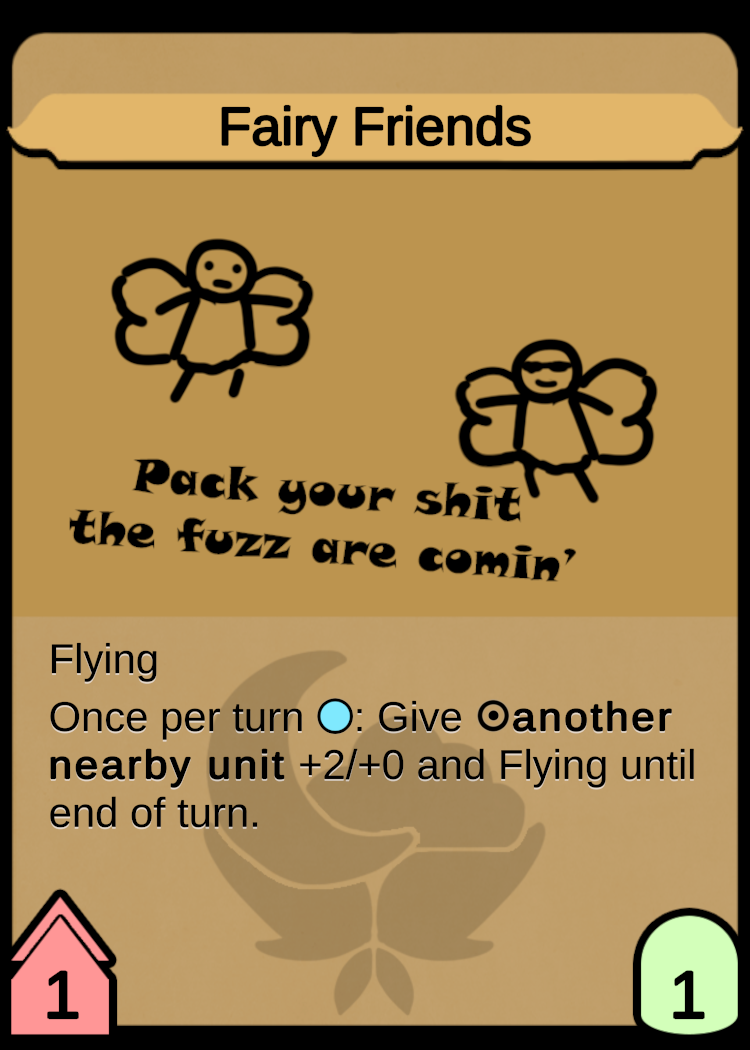 Fairy Friends
Pack your shit
the fuzz are comin'
Flying
Once per turn : Give ⊙another
nearby unit +2/+0 and Flying until
end of turn.
1
1